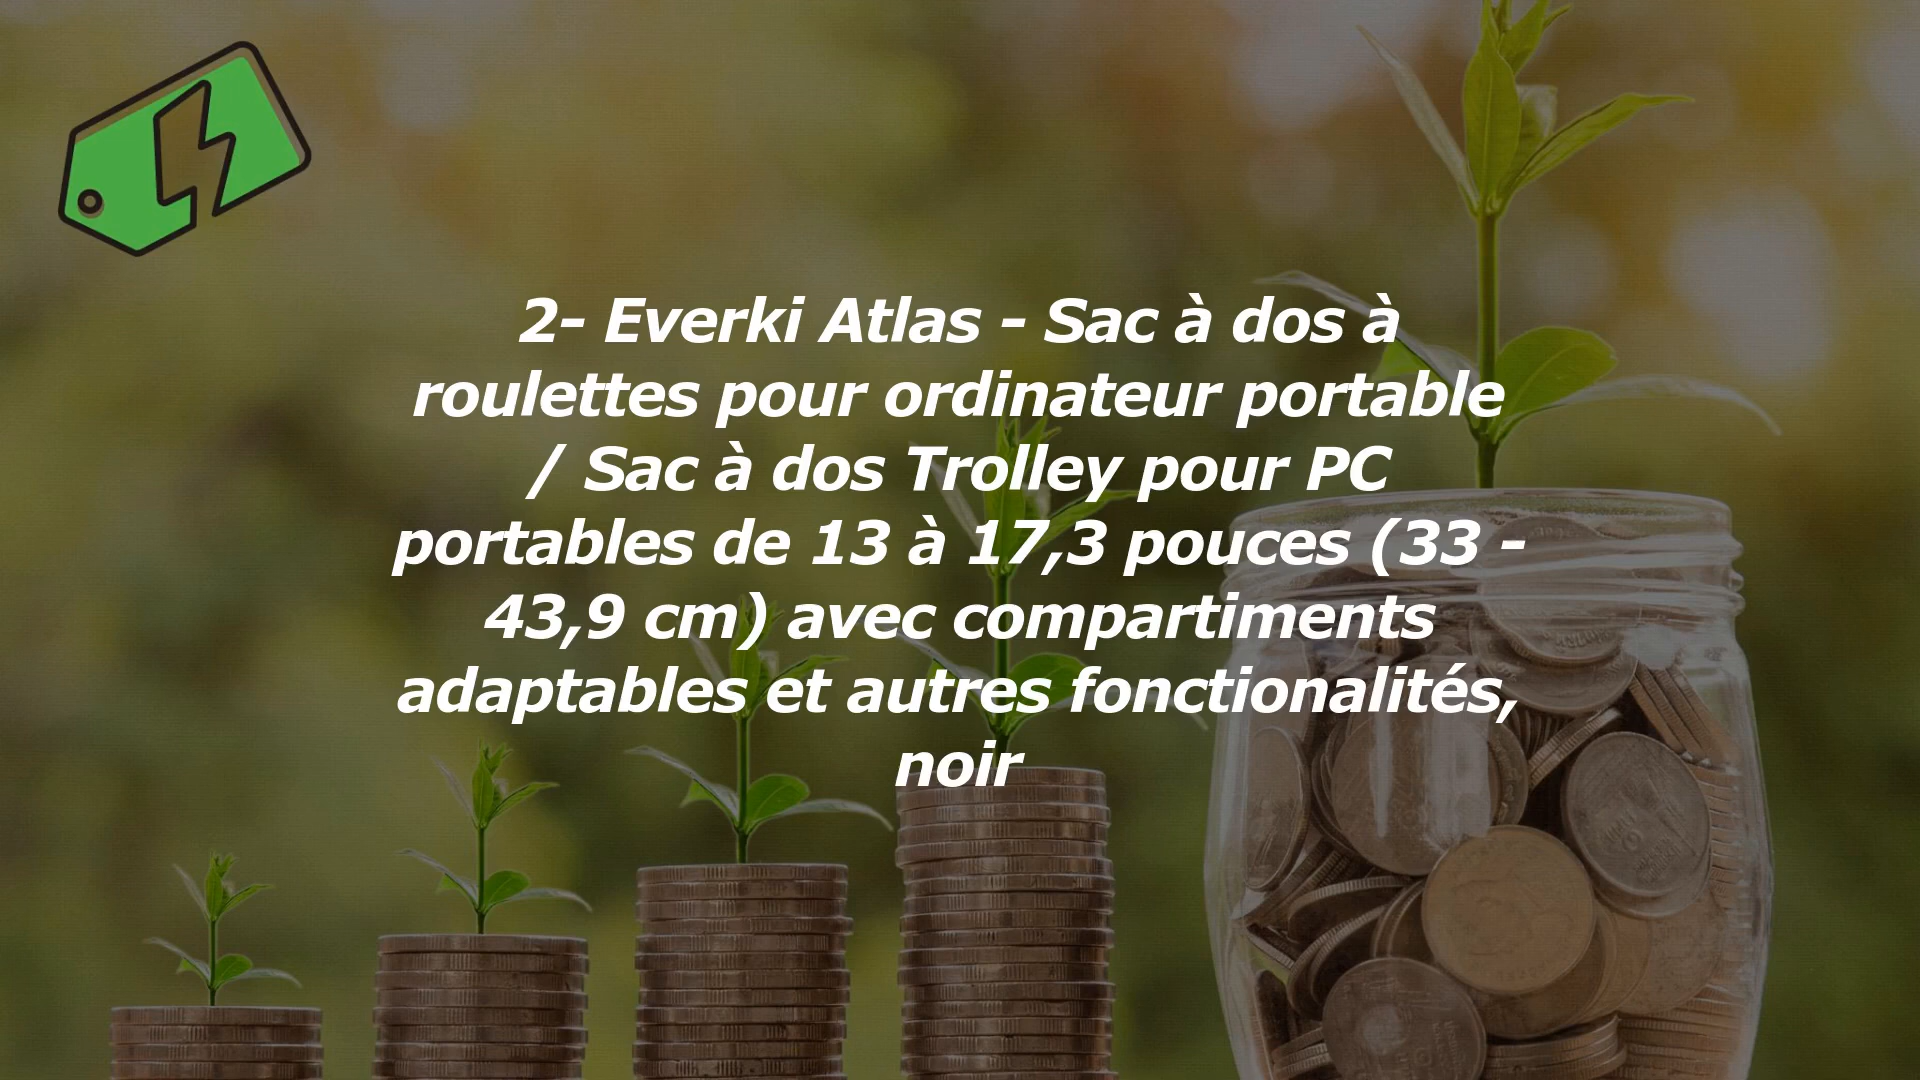 2- Everki Atlas - Sac à dos à
roulettes pour ordinateur portable
/ Sac à dos Trolley pour PC
portables de 13 à 17,3 pouces (33 -
43,9 cm) avec compartiments
adaptables et autres fonctionalités,
noir